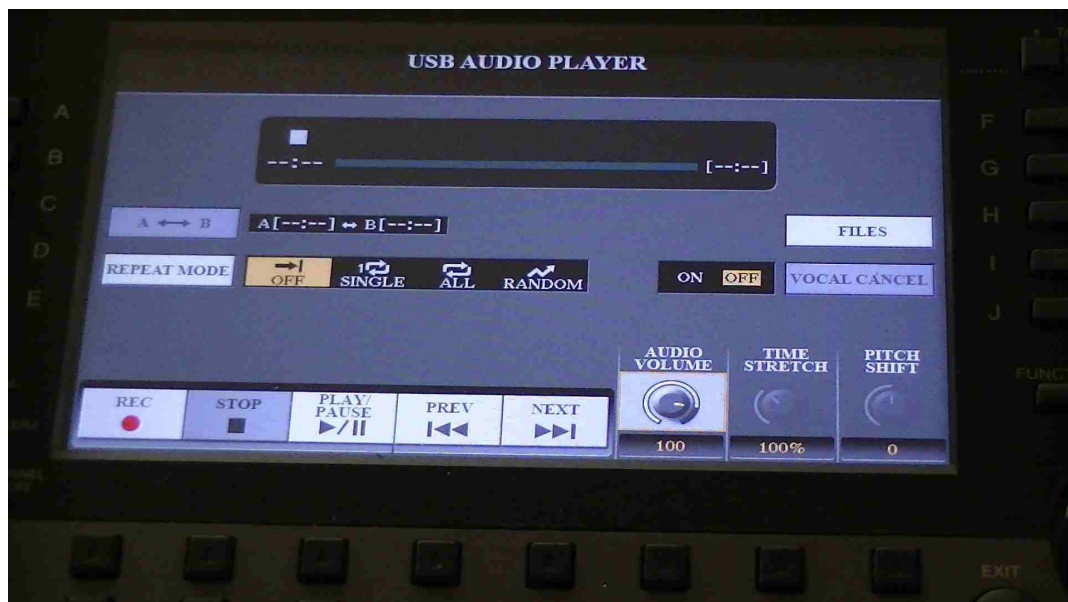 USB AUDIO PLAYER
A
B
C
D
E
F
G
H
I
J
--:--
[--:--]
A ⟷ B
A[--:--] ↔ B[--:--]
FILES
REPEAT MODE
OFF
1 SINGLE
ALL
RANDOM
ON OFF
VOCAL CANCEL
AUDIO
VOLUME
TIME
STRETCH
PITCH
SHIFT
REC
STOP
PLAY/
PAUSE
PREV
NEXT
100
100%
0
EXIT